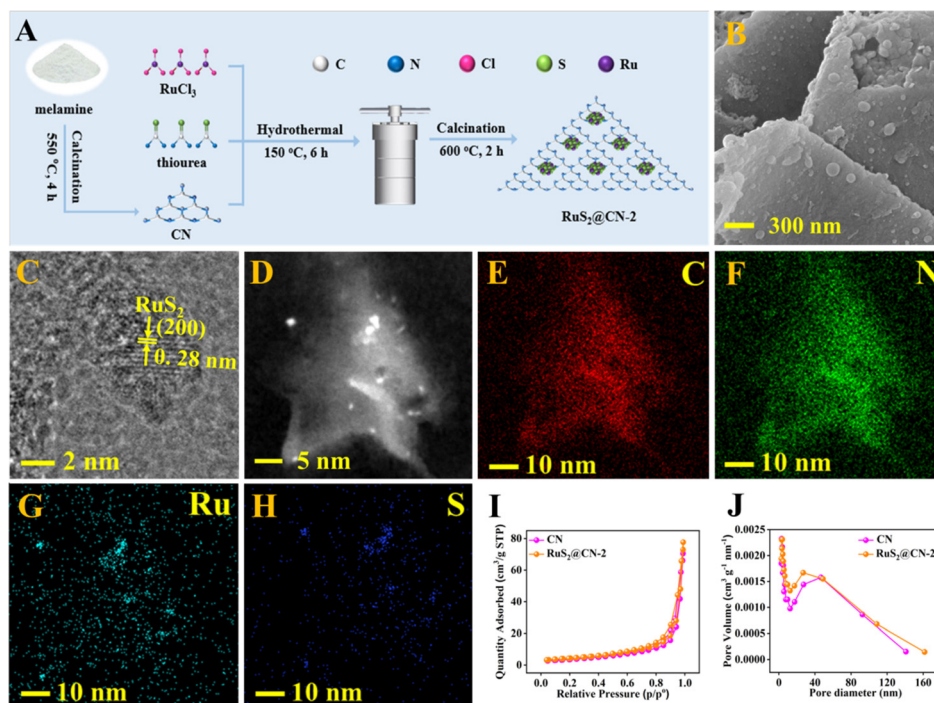 A
melamine
Calcination
550 °C, 4 h
CN
RuCl3
thiourea
C
N
Cl
S
Ru
Hydrothermal
150 °C, 6 h
Calcination
600 °C, 2 h
RuS2@CN-2
B
300 nm
C
RuS2
(200)
0. 28 nm
2 nm
D
5 nm
E
C
10 nm
F
N
10 nm
G
Ru
10 nm
H
S
10 nm
I
CN
RuS2@CN-2
Quantity Adsorbed (cm3/g STP)
80
60
40
20
0
0.0 0.2 0.4 0.6 0.8 1.0
Relative Pressure (p/po)
J
CN
RuS2@CN-2
Pore Volume (cm3 g-1 nm-1)
0.0025
0.0020
0.0015
0.0010
0.0005
0.0000
0 40 80 120 160
Pore diameter (nm)